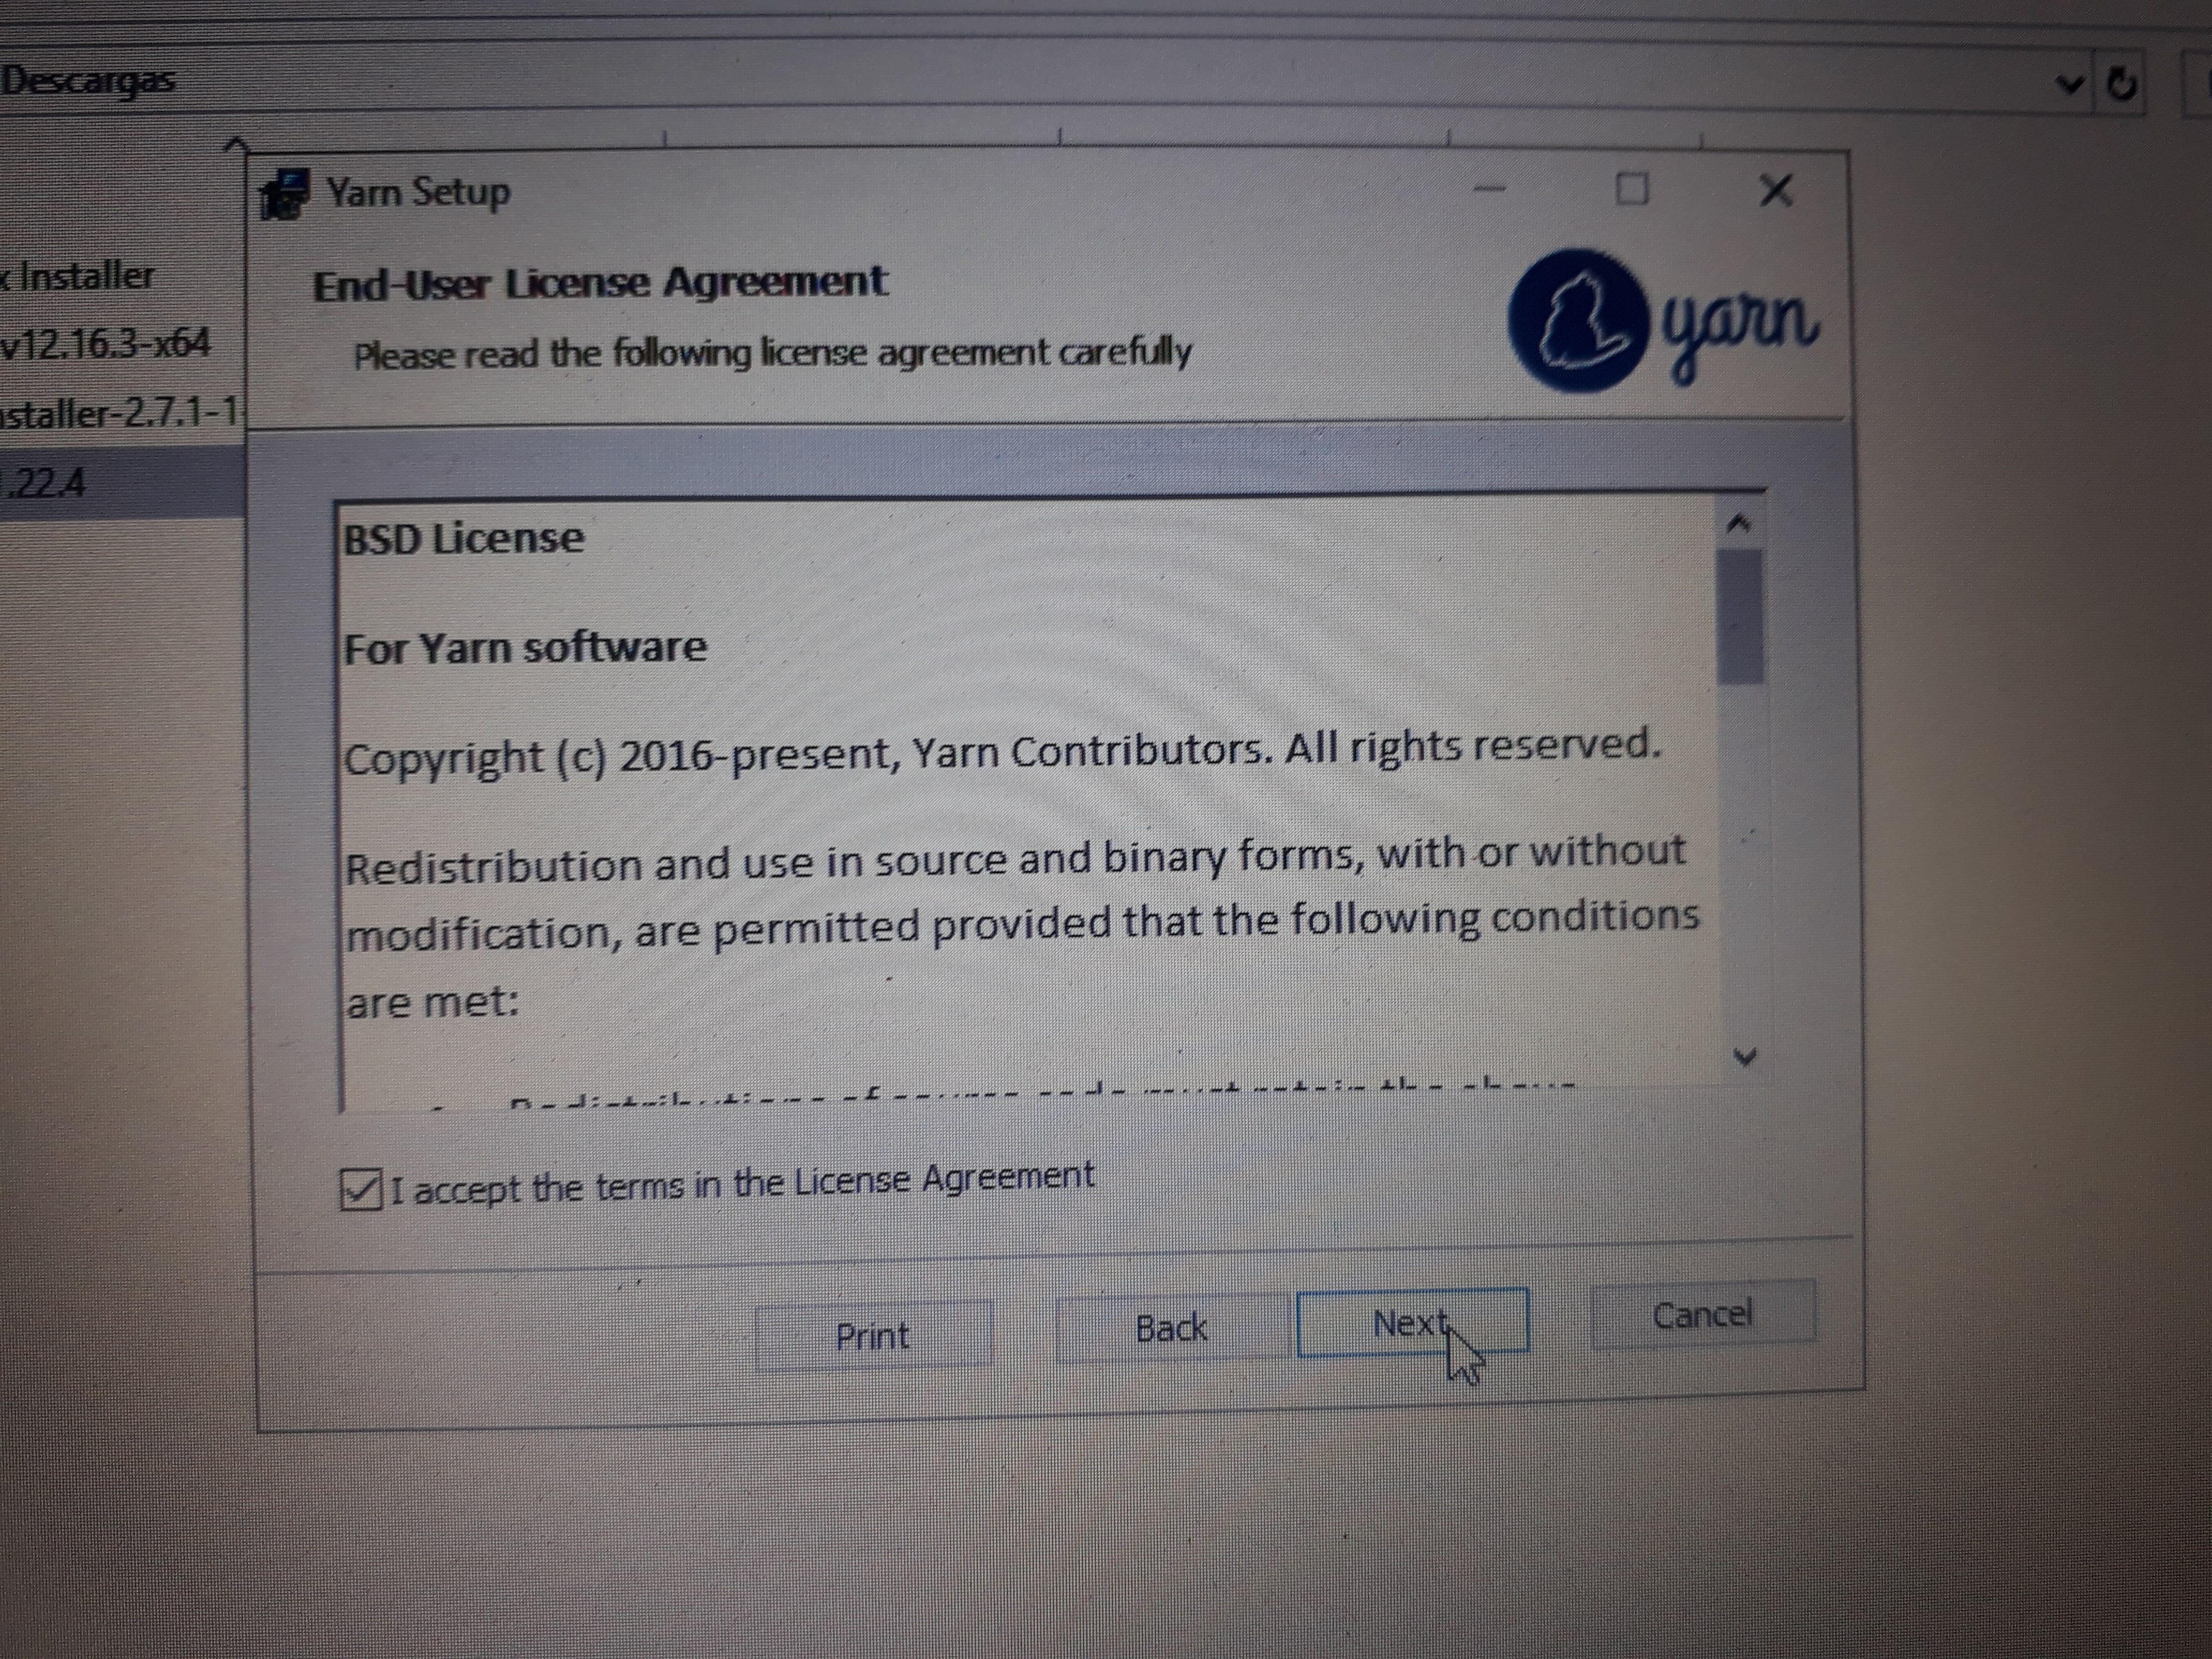 Descargas
Yarn Setup
Installer
v12.16.3-x64
staller-2.7.1-1
.22.4
End-User License Agreement
Please read the following license agreement carefully
yarn
BSD License
For Yarn software
Copyright (c) 2016-present, Yarn Contributors. All rights reserved.
Redistribution and use in source and binary forms, with or without
modification, are permitted provided that the following conditions
are met:
I accept the terms in the License Agreement
Print
Back
Next
Cancel